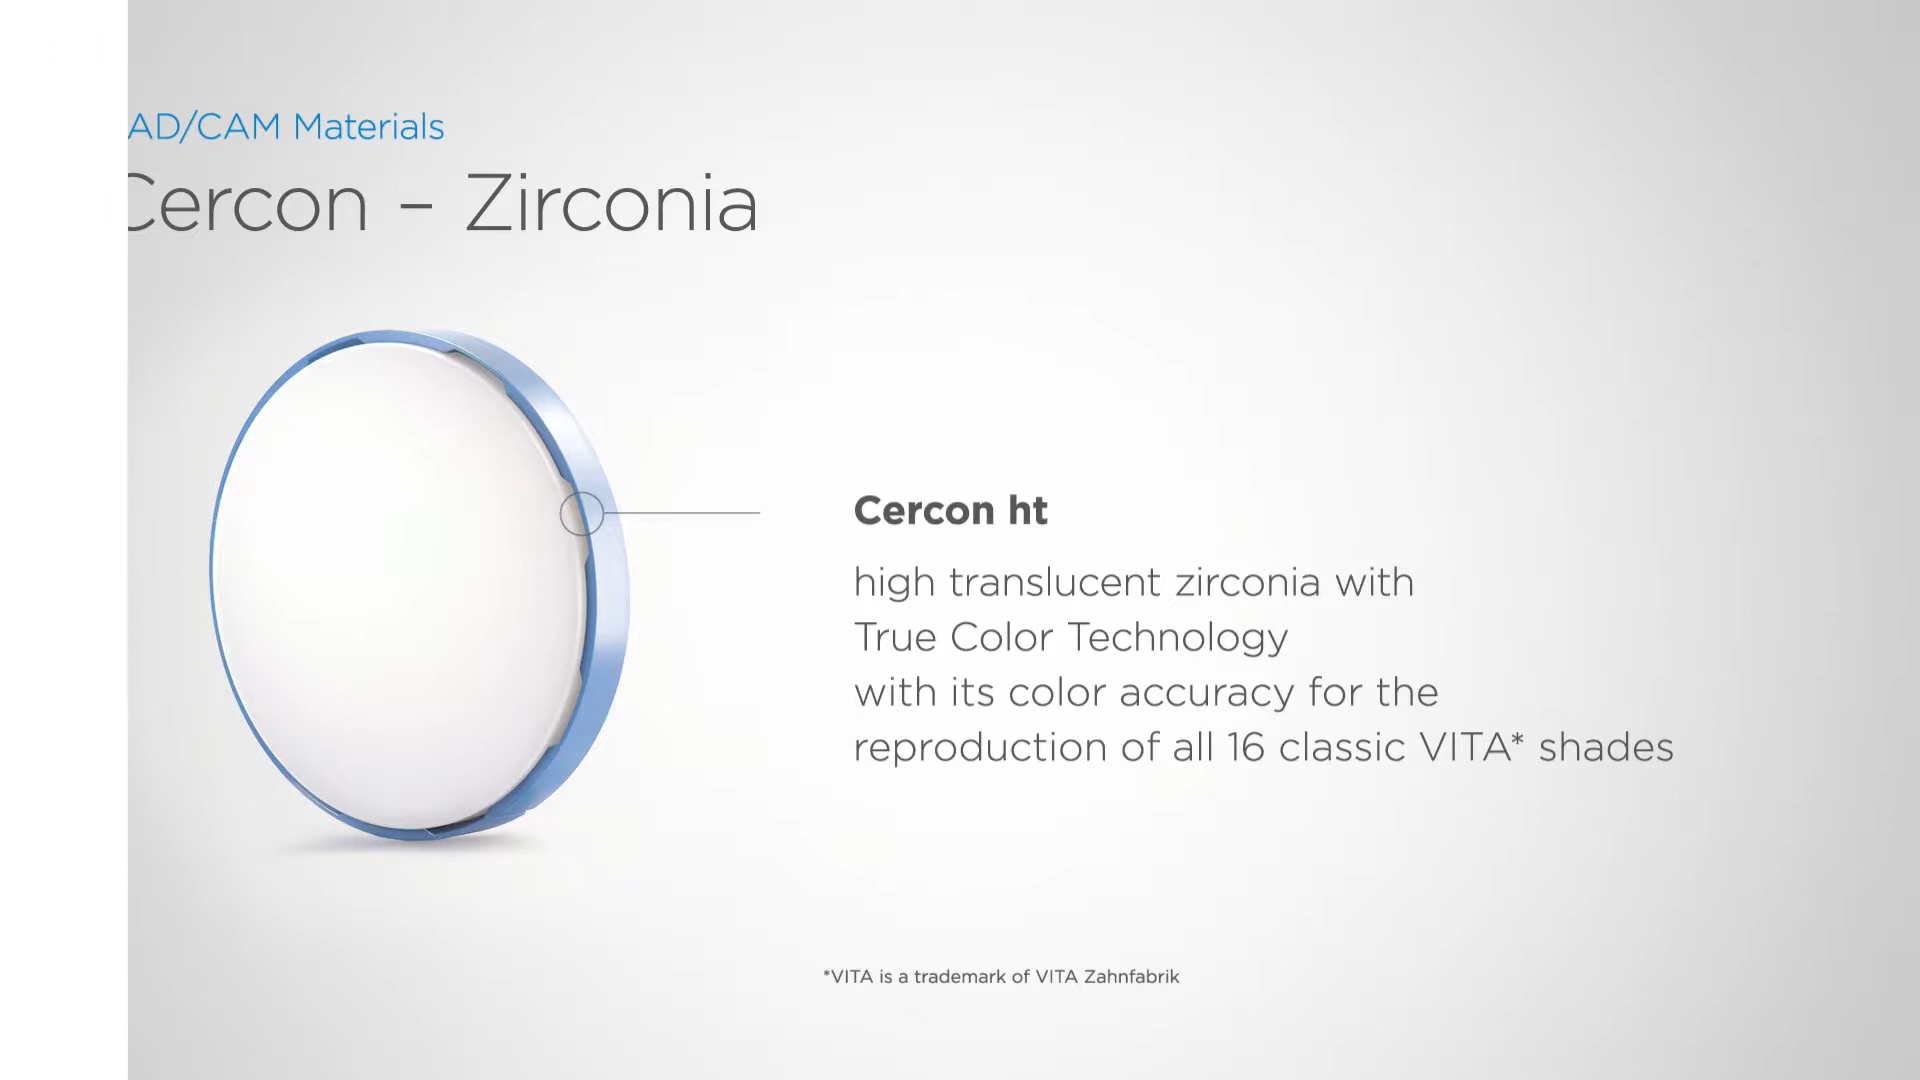 AD/CAM Materials
Cercon – Zirconia
Cercon ht
high translucent zirconia with
True Color Technology
with its color accuracy for the
reproduction of all 16 classic VITA* shades
*VITA is a trademark of VITA Zahnfabrik